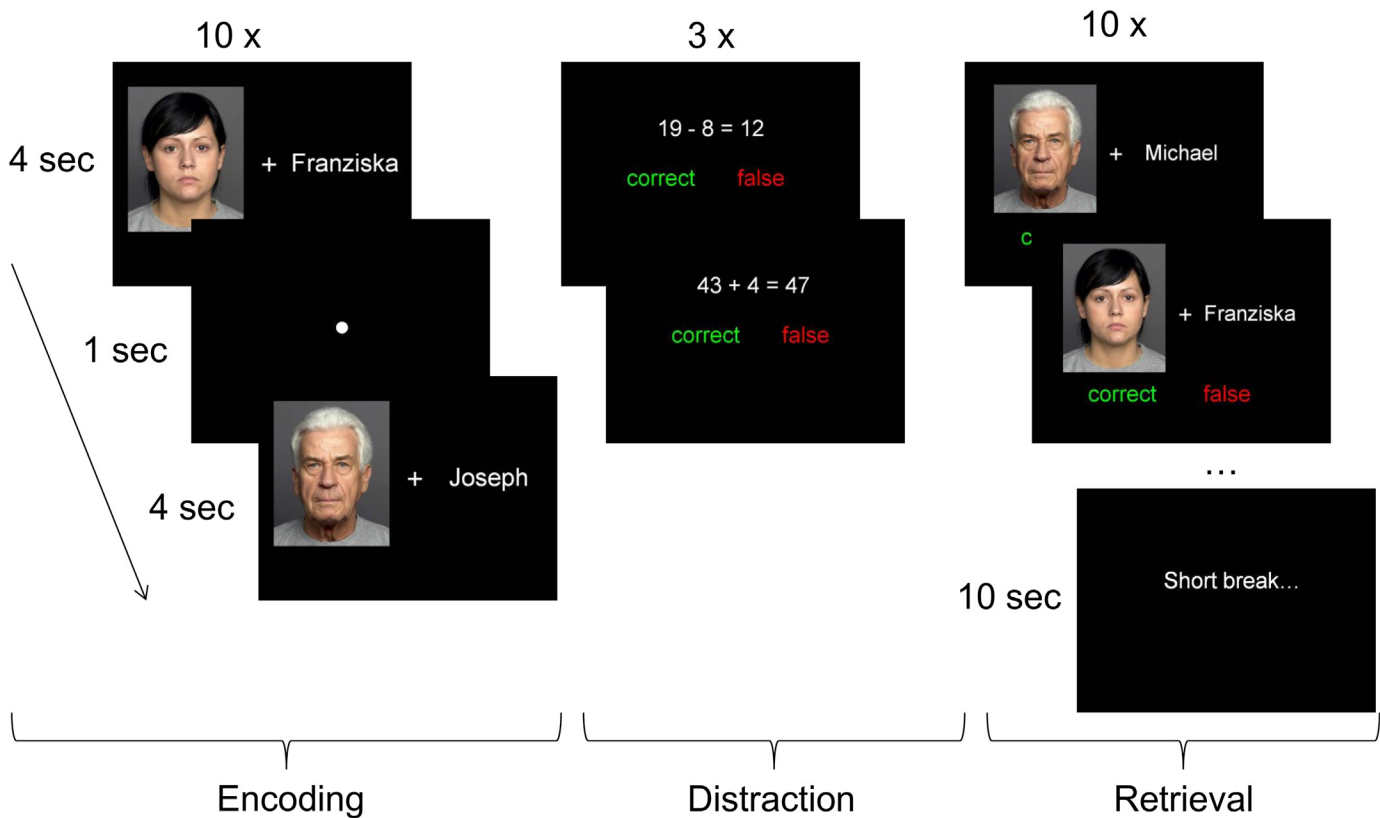 10 x
4 sec
+ Franziska
1 sec
4 sec
+ Joseph
Encoding
3 x
19 - 8 = 12
correct false
43 + 4 = 47
correct false
Distraction
10 x
+ Michael
c
+ Franziska
correct false
...
10 sec
Short break...
Retrieval